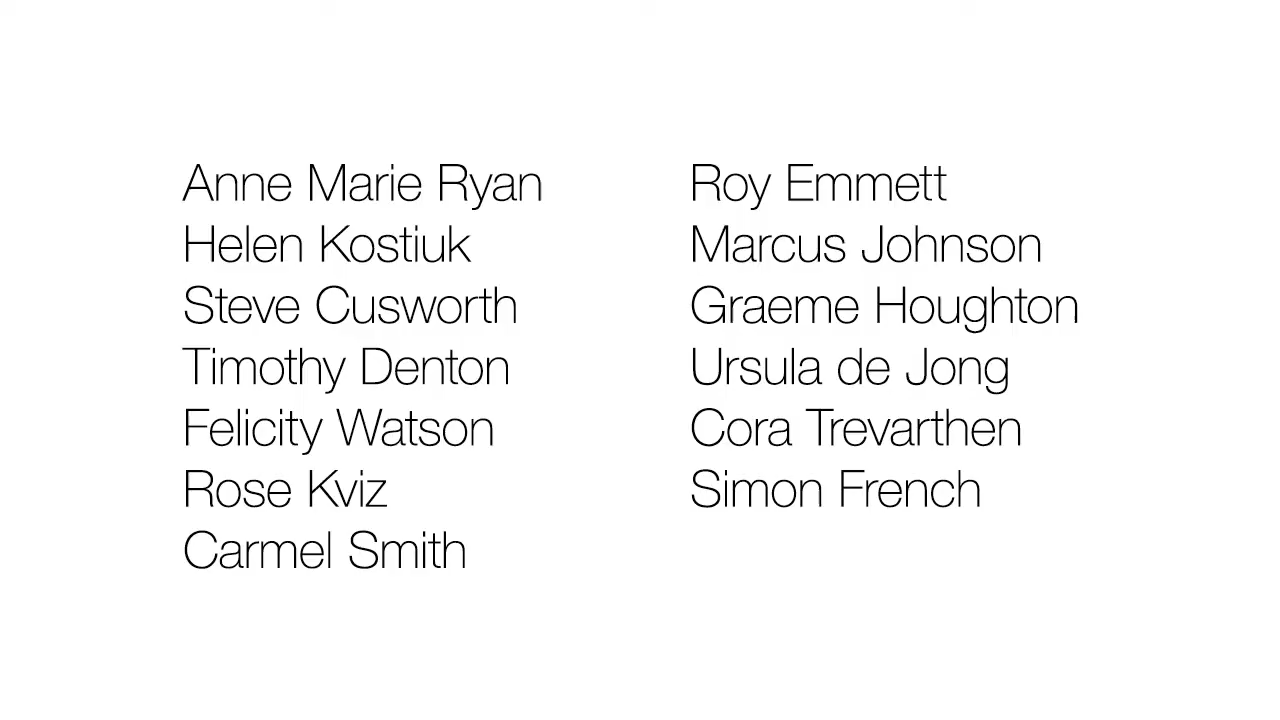 Anne Marie Ryan
Helen Kostiuk
Steve Cusworth
Timothy Denton
Felicity Watson
Rose Kviz
Carmel Smith
Roy Emmett
Marcus Johnson
Graeme Houghton
Ursula de Jong
Cora Trevarthen
Simon French